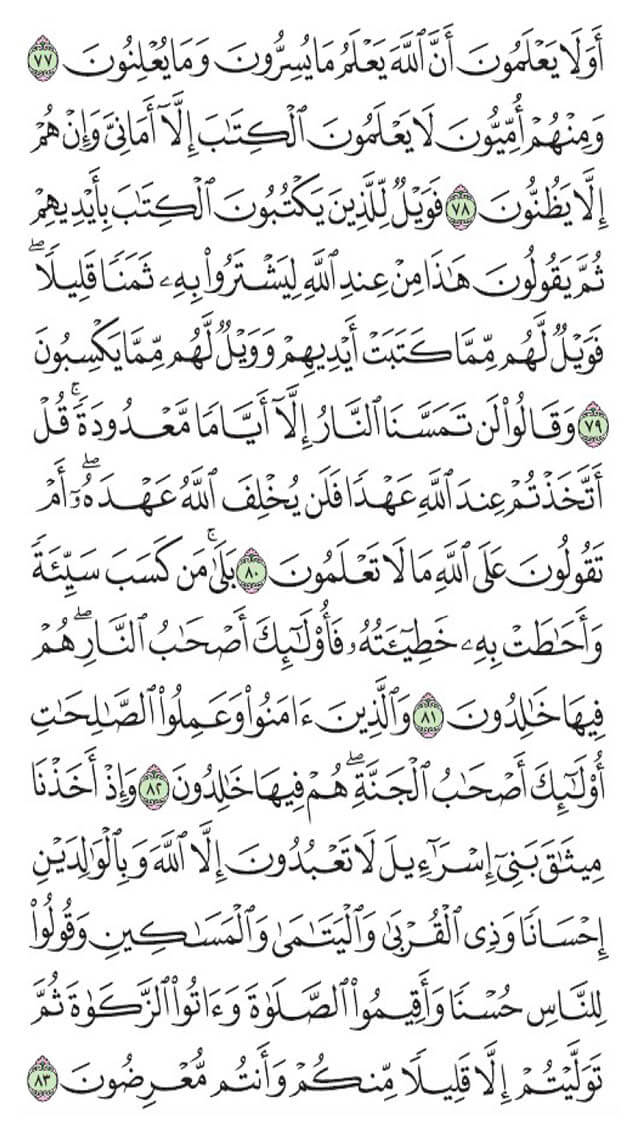 أَوَلَا يَعْلَمُونَ أَنَّ ٱللَّهَ يَعْلَمُ مَا يُسِرُّونَ وَمَا يُعْلِنُونَ ٧٧
وَمِنْهُمْ أُمِّيُّونَ لَا يَعْلَمُونَ ٱلْكِتَٰبَ إِلَّآ أَمَانِىَّ وَإِنْ هُمْ
إِلَّا يَظُنُّونَ ٧٨ فَوَيْلٌ لِّلَّذِينَ يَكْتُبُونَ ٱلْكِتَٰبَ بِأَيْدِيهِمْ
ثُمَّ يَقُولُونَ هَٰذَا مِنْ عِندِ ٱللَّهِ لِيَشْتَرُوا۟ بِهِۦ ثَمَنًا قَلِيلًا ۖ
فَوَيْلٌ لَّهُم مِّمَّا كَتَبَتْ أَيْدِيهِمْ وَوَيْلٌ لَّهُم مِّمَّا يَكْسِبُونَ
٧٩ وَقَالُوا۟ لَن تَمَسَّنَا ٱلنَّارُ إِلَّآ أَيَّامًا مَّعْدُودَةً ۚ قُلْ
أَتَّخَذْتُمْ عِندَ ٱللَّهِ عَهْدًا فَلَن يُخْلِفَ ٱللَّهُ عَهْدَهُۥٓ ۖ أَمْ
تَقُولُونَ عَلَى ٱللَّهِ مَا لَا تَعْلَمُونَ ٨٠ بَلَىٰ ۚ مَن كَسَبَ سَيِّئَةً
وَأَحَٰطَتْ بِهِۦ خَطِيٓـَٔتُهُۥ فَأُو۟لَٰٓئِكَ أَصْحَٰبُ ٱلنَّارِ ۖ هُمْ
فِيهَا خَٰلِدُونَ ٨١ وَٱلَّذِينَ ءَامَنُوا۟ وَعَمِلُوا۟ ٱلصَّٰلِحَٰتِ
أُو۟لَٰٓئِكَ أَصْحَٰبُ ٱلْجَنَّةِ ۖ هُمْ فِيهَا خَٰلِدُونَ ٨٢ وَإِذْ أَخَذْنَا
مِيثَٰقَ بَنِىٓ إِسْرَٰٓءِيلَ لَا تَعْبُدُونَ إِلَّا ٱللَّهَ وَبِٱلْوَٰلِدَيْنِ
إِحْسَانًا وَذِى ٱلْقُرْبَىٰ وَٱلْيَتَٰمَىٰ وَٱلْمَسَٰكِينِ وَقُولُوا۟
لِلنَّاسِ حُسْنًا وَأَقِيمُوا۟ ٱلصَّلَوٰةَ وَءَاتُوا۟ ٱلزَّكَوٰةَ ثُمَّ
تَوَلَّيْتُمْ إِلَّا قَلِيلًا مِّنكُمْ وَأَنتُم مُّعْرِضُونَ ٨٣